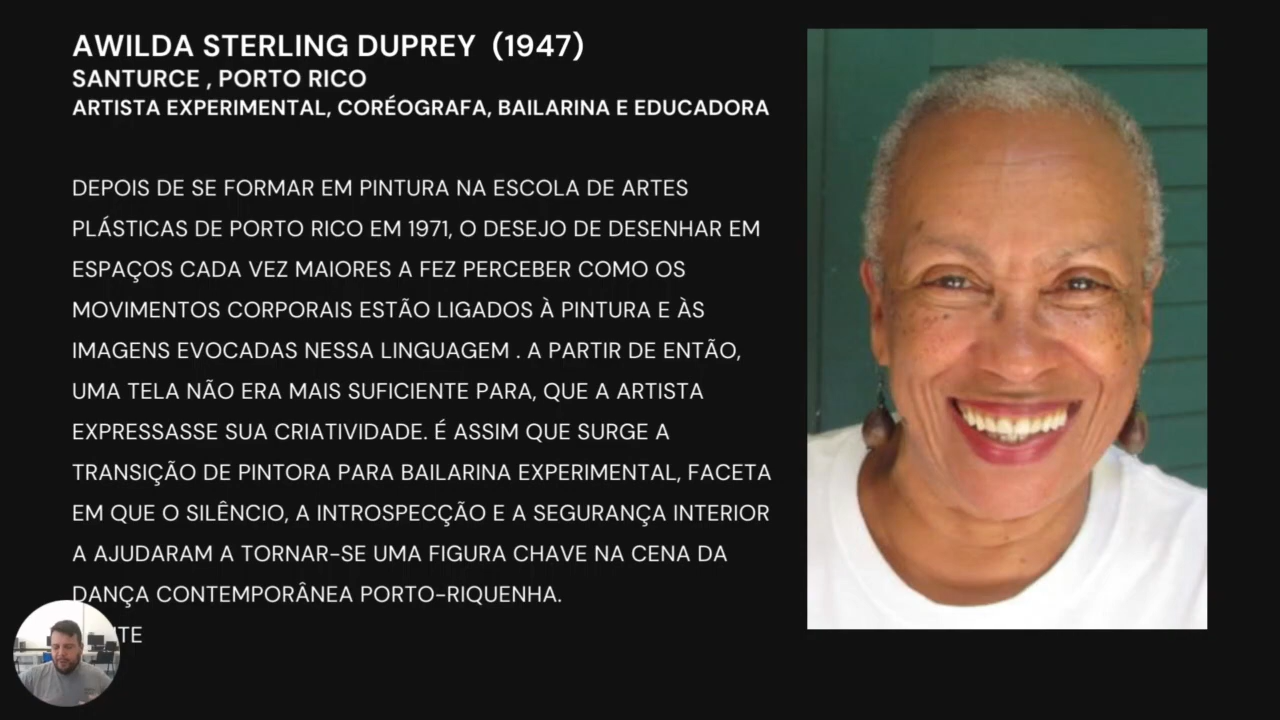 AWILDA STERLING DUPREY (1947)
SANTURCE , PORTO RICO
ARTISTA EXPERIMENTAL, CORÉOGRAFA, BAILARINA E EDUCADORA
DEPOIS DE SE FORMAR EM PINTURA NA ESCOLA DE ARTES
PLÁSTICAS DE PORTO RICO EM 1971, O DESEJO DE DESENHAR EM
ESPAÇOS CADA VEZ MAIORES A FEZ PERCEBER COMO OS
MOVIMENTOS CORPORAIS ESTÃO LIGADOS À PINTURA E ÀS
IMAGENS EVOCADAS NESSA LINGUAGEM . A PARTIR DE ENTÃO,
UMA TELA NÃO ERA MAIS SUFICIENTE PARA, QUE A ARTISTA
EXPRESSASSE SUA CRIATIVIDADE. É ASSIM QUE SURGE A
TRANSIÇÃO DE PINTORA PARA BAILARINA EXPERIMENTAL, FACETA
EM QUE O SILÊNCIO, A INTROSPECÇÃO E A SEGURANÇA INTERIOR
A AJUDARAM A TORNAR-SE UMA FIGURA CHAVE NA CENA DA
DANÇA CONTEMPORÂNEA PORTO-RIQUENHA.